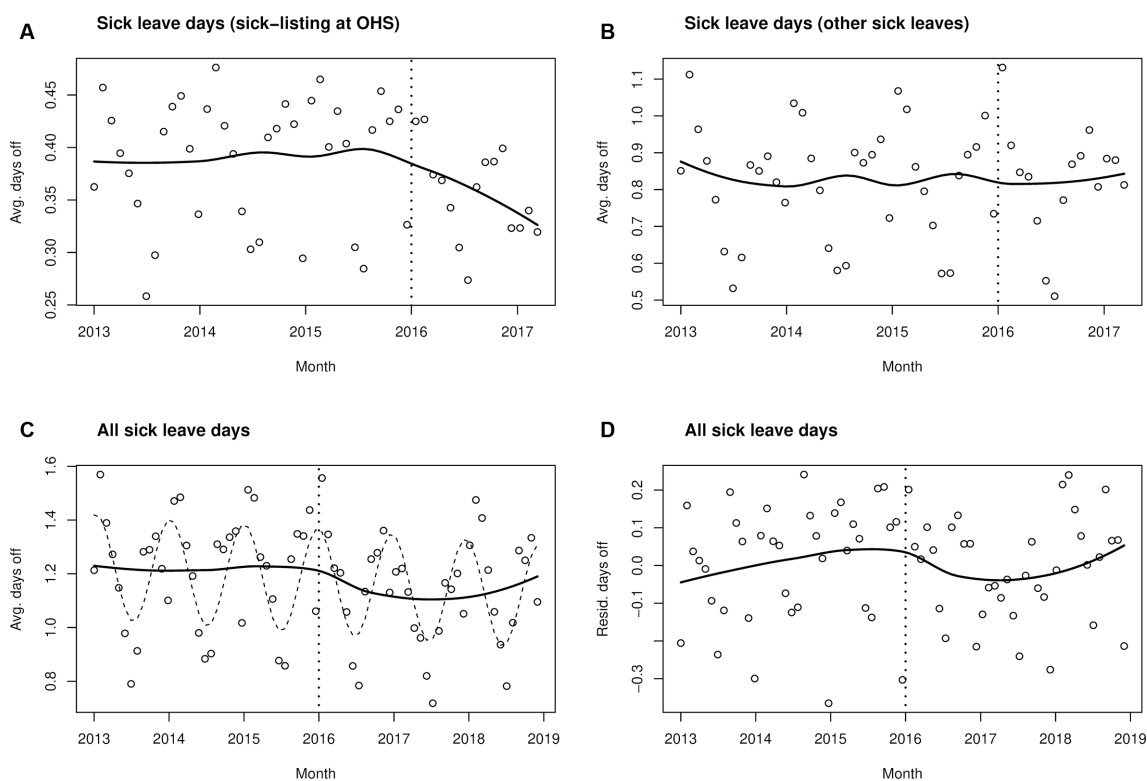 A
Sick leave days (sick−listing at OHS)
Avg. days off
0.45
0.40
0.35
0.30
0.25
2013 2014 2015 2016 2017
Month
B
Sick leave days (other sick leaves)
Avg. days off
1.1
1.0
0.9
0.8
0.7
0.6
0.5
2013 2014 2015 2016 2017
Month
C
All sick leave days
Avg. days off
1.6
1.4
1.2
1.0
0.8
2013 2014 2015 2016 2017 2018 2019
Month
D
All sick leave days
Resid. days off
0.2
0.1
0.0
−0.1
−0.3
2013 2014 2015 2016 2017 2018 2019
Month